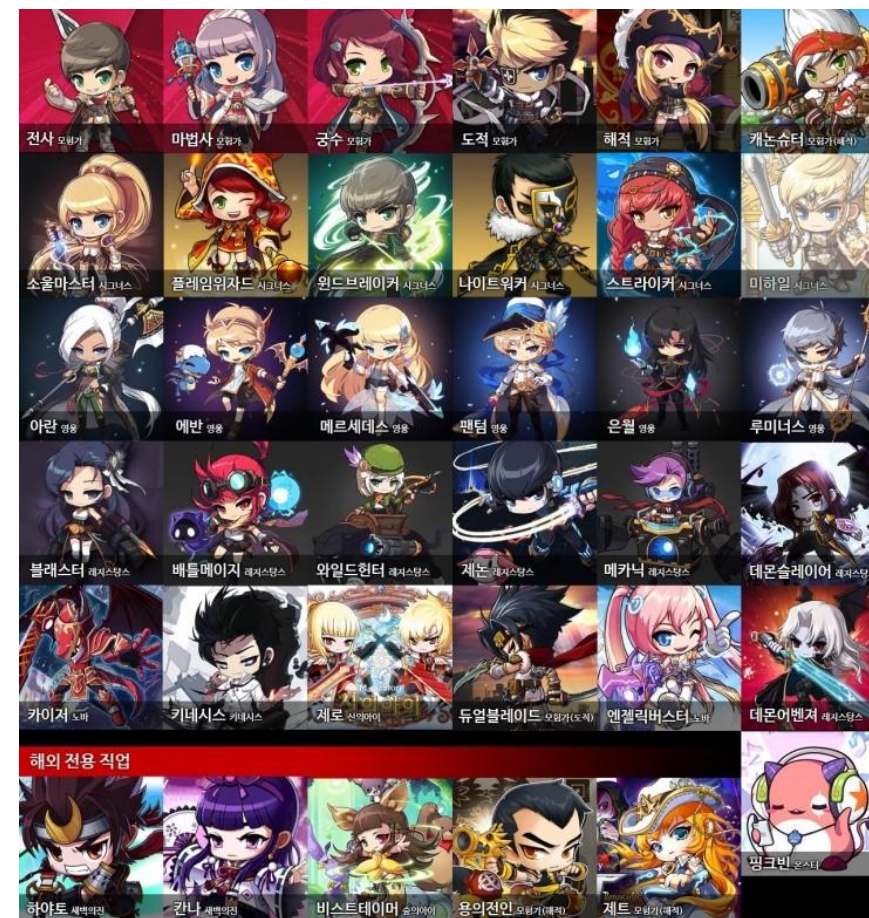 전사 모험가
마법사 모험가
궁수 모험가
도적 모험가
해적 모험가
캐논슈터 모험가(해적)
소울마스터 시그너스
플레임위자드 시그너스
윈드브레이커 시그너스
나이트워커 시그너스
스트라이커 시그너스
미하일 시그너스
아란 영웅
에반 영웅
메르세데스 영웅
팬텀 영웅
은월 영웅
루미너스 영웅
블래스터 레지스탕스
배틀메이지 레지스탕스
와일드헌터 레지스탕스
제논 레지스탕스
메카닉 레지스탕스
데몬슬레이어 레지스탕
카이저 노바
키네시스 키네시스
제로 신의아이
듀얼블레이드 모험가(도적)
엔젤릭버스터 노바
데몬어벤져 레지스탕스
해외 전용 직업
하야토 새벽의진
칸나 새벽의진
비스트테이머 숲의아이
용의전인 모험가(해적)
제트 모험가(해적)
핑크빈 몬스터